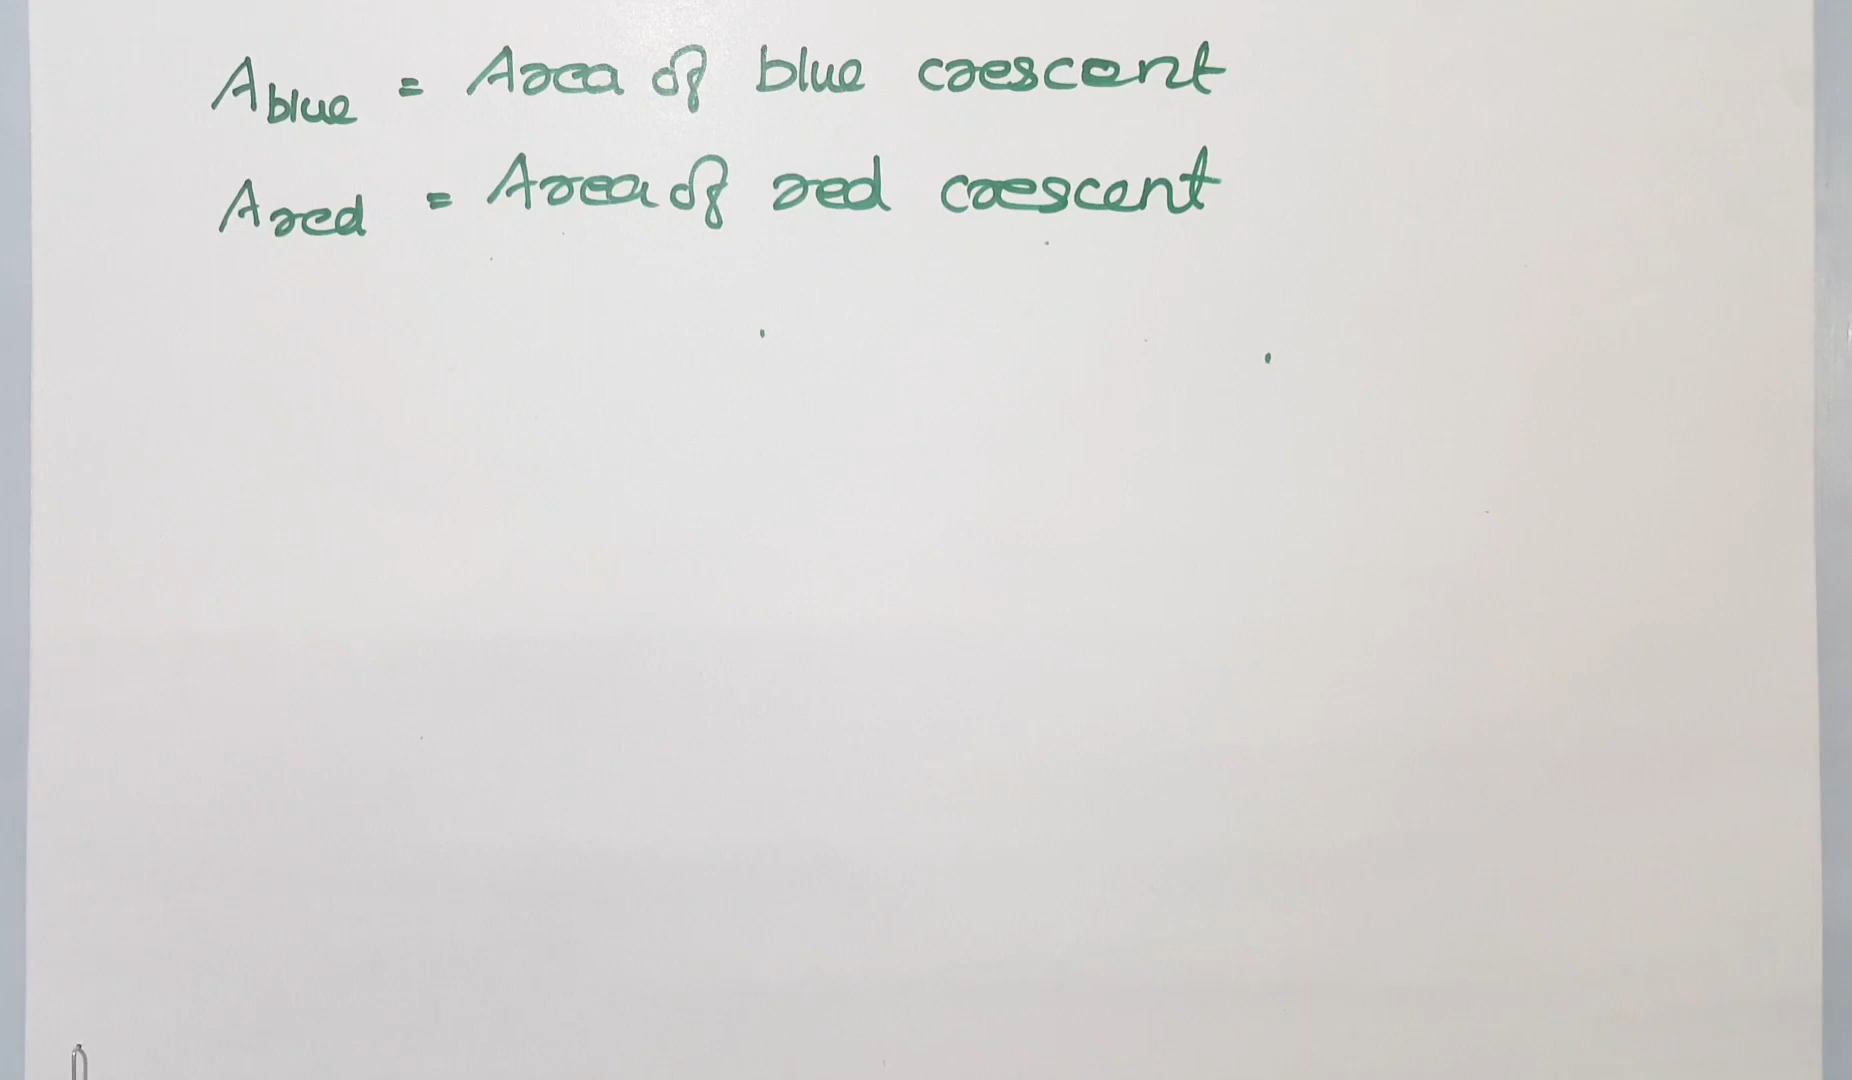 Ablue = Area of blue crescent
Ared = Area of red crescent